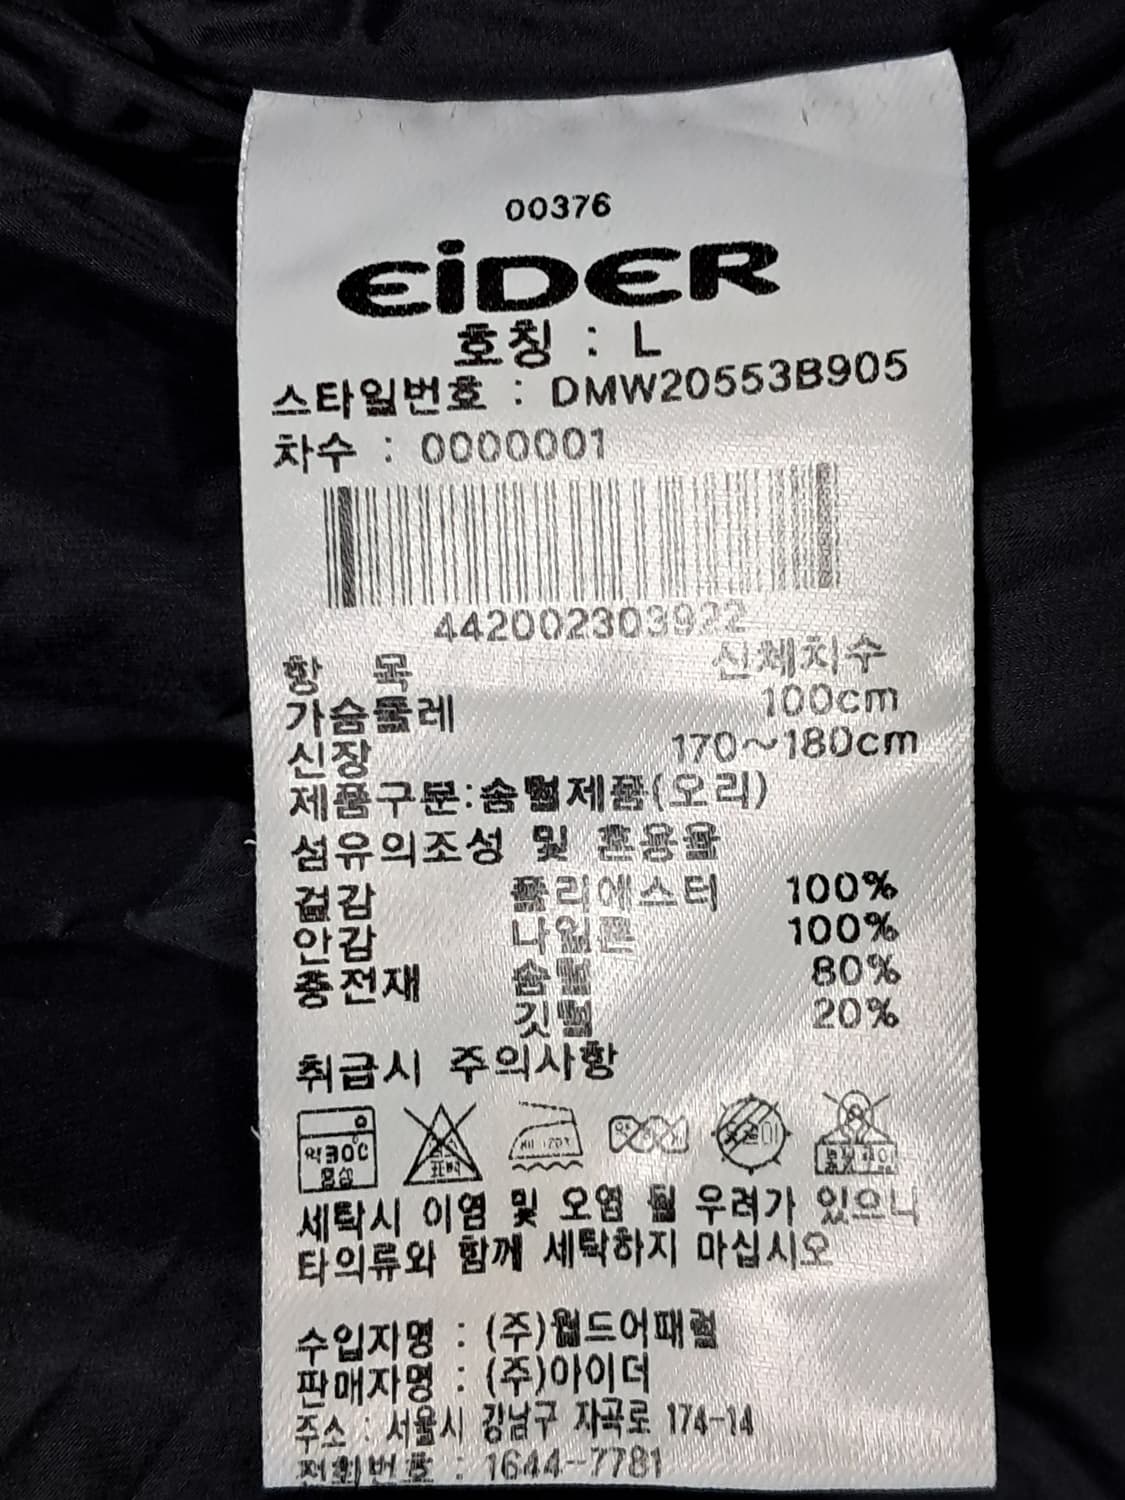 00376
EiDER
호칭 : L
스타일번호 : DMW20553B905
차수 : 0000001
442002303922
항 목 신체치수
가슴둘레 100cm
신장 170~180cm
제품구분:솜털제품(오리)
섬유의조성 및 혼용율
겉감 폴리에스터 100%
안감 나일론 100%
충전재 솜털 80%
깃털 20%
취급시 주의사항
약30℃
중성
표백
세탁시 이염 및 오염 될 우려가 있으니
타의류와 함께 세탁하지 마십시오
수입자명 : (주)월드어패럴
판매자명 : (주)아이더
주소 : 서울시 강남구 자곡로 174-14
전화번호 : 1644-7781